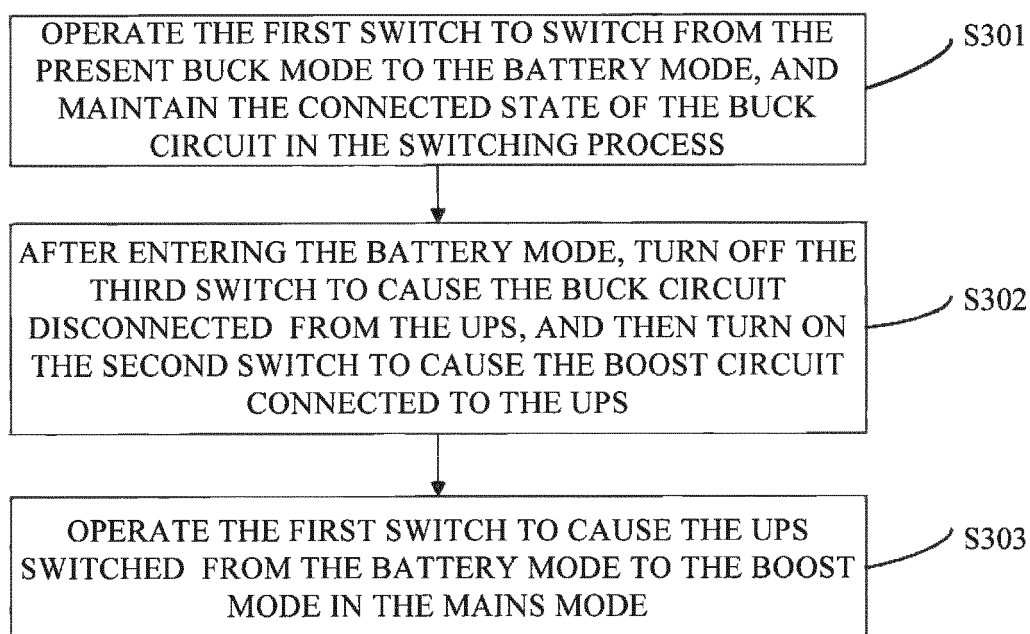 OPERATE THE FIRST SWITCH TO SWITCH FROM THE
PRESENT BUCK MODE TO THE BATTERY MODE, AND
MAINTAIN THE CONNECTED STATE OF THE BUCK
CIRCUIT IN THE SWITCHING PROCESS
S301
AFTER ENTERING THE BATTERY MODE, TURN OFF THE
THIRD SWITCH TO CAUSE THE BUCK CIRCUIT
DISCONNECTED FROM THE UPS, AND THEN TURN ON
THE SECOND SWITCH TO CAUSE THE BOOST CIRCUIT
CONNECTED TO THE UPS
S302
OPERATE THE FIRST SWITCH TO CAUSE THE UPS
SWITCHED FROM THE BATTERY MODE TO THE BOOST
MODE IN THE MAINS MODE
S303